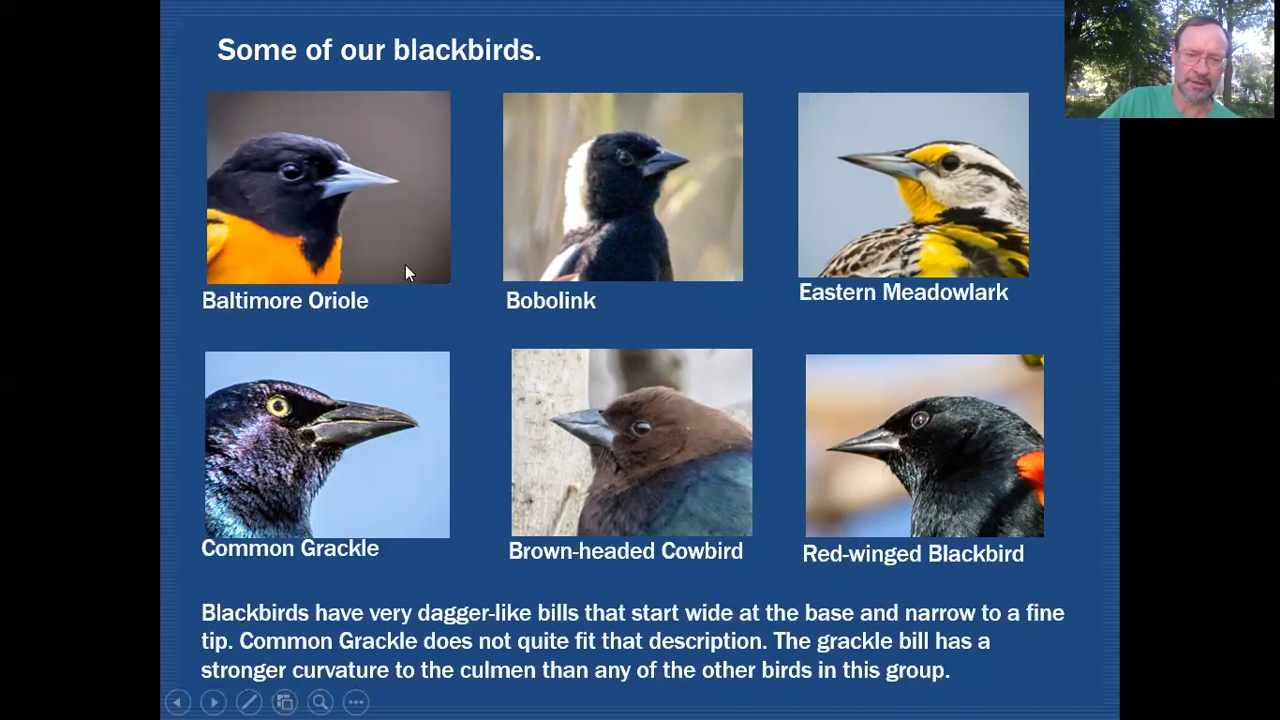 Some of our blackbirds.
Baltimore Oriole
Bobolink
Eastern Meadowlark
Common Grackle
Brown-headed Cowbird
Red-winged Blackbird
Blackbirds have very dagger-like bills that start wide at the base and narrow to a fine
tip. Common Grackle does not quite fit that description. The grackle bill has a
stronger curvature to the culmen than any of the other birds in this group.